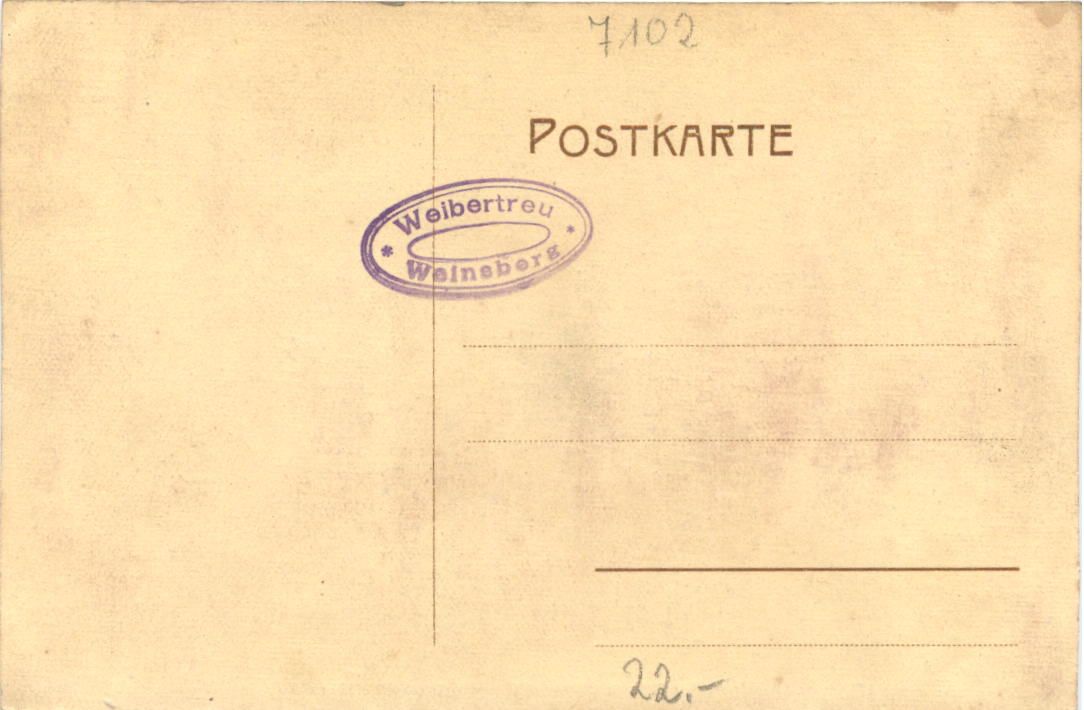 7102
POSTKARTE
* Weibertreu *
Weinsberg
22.-